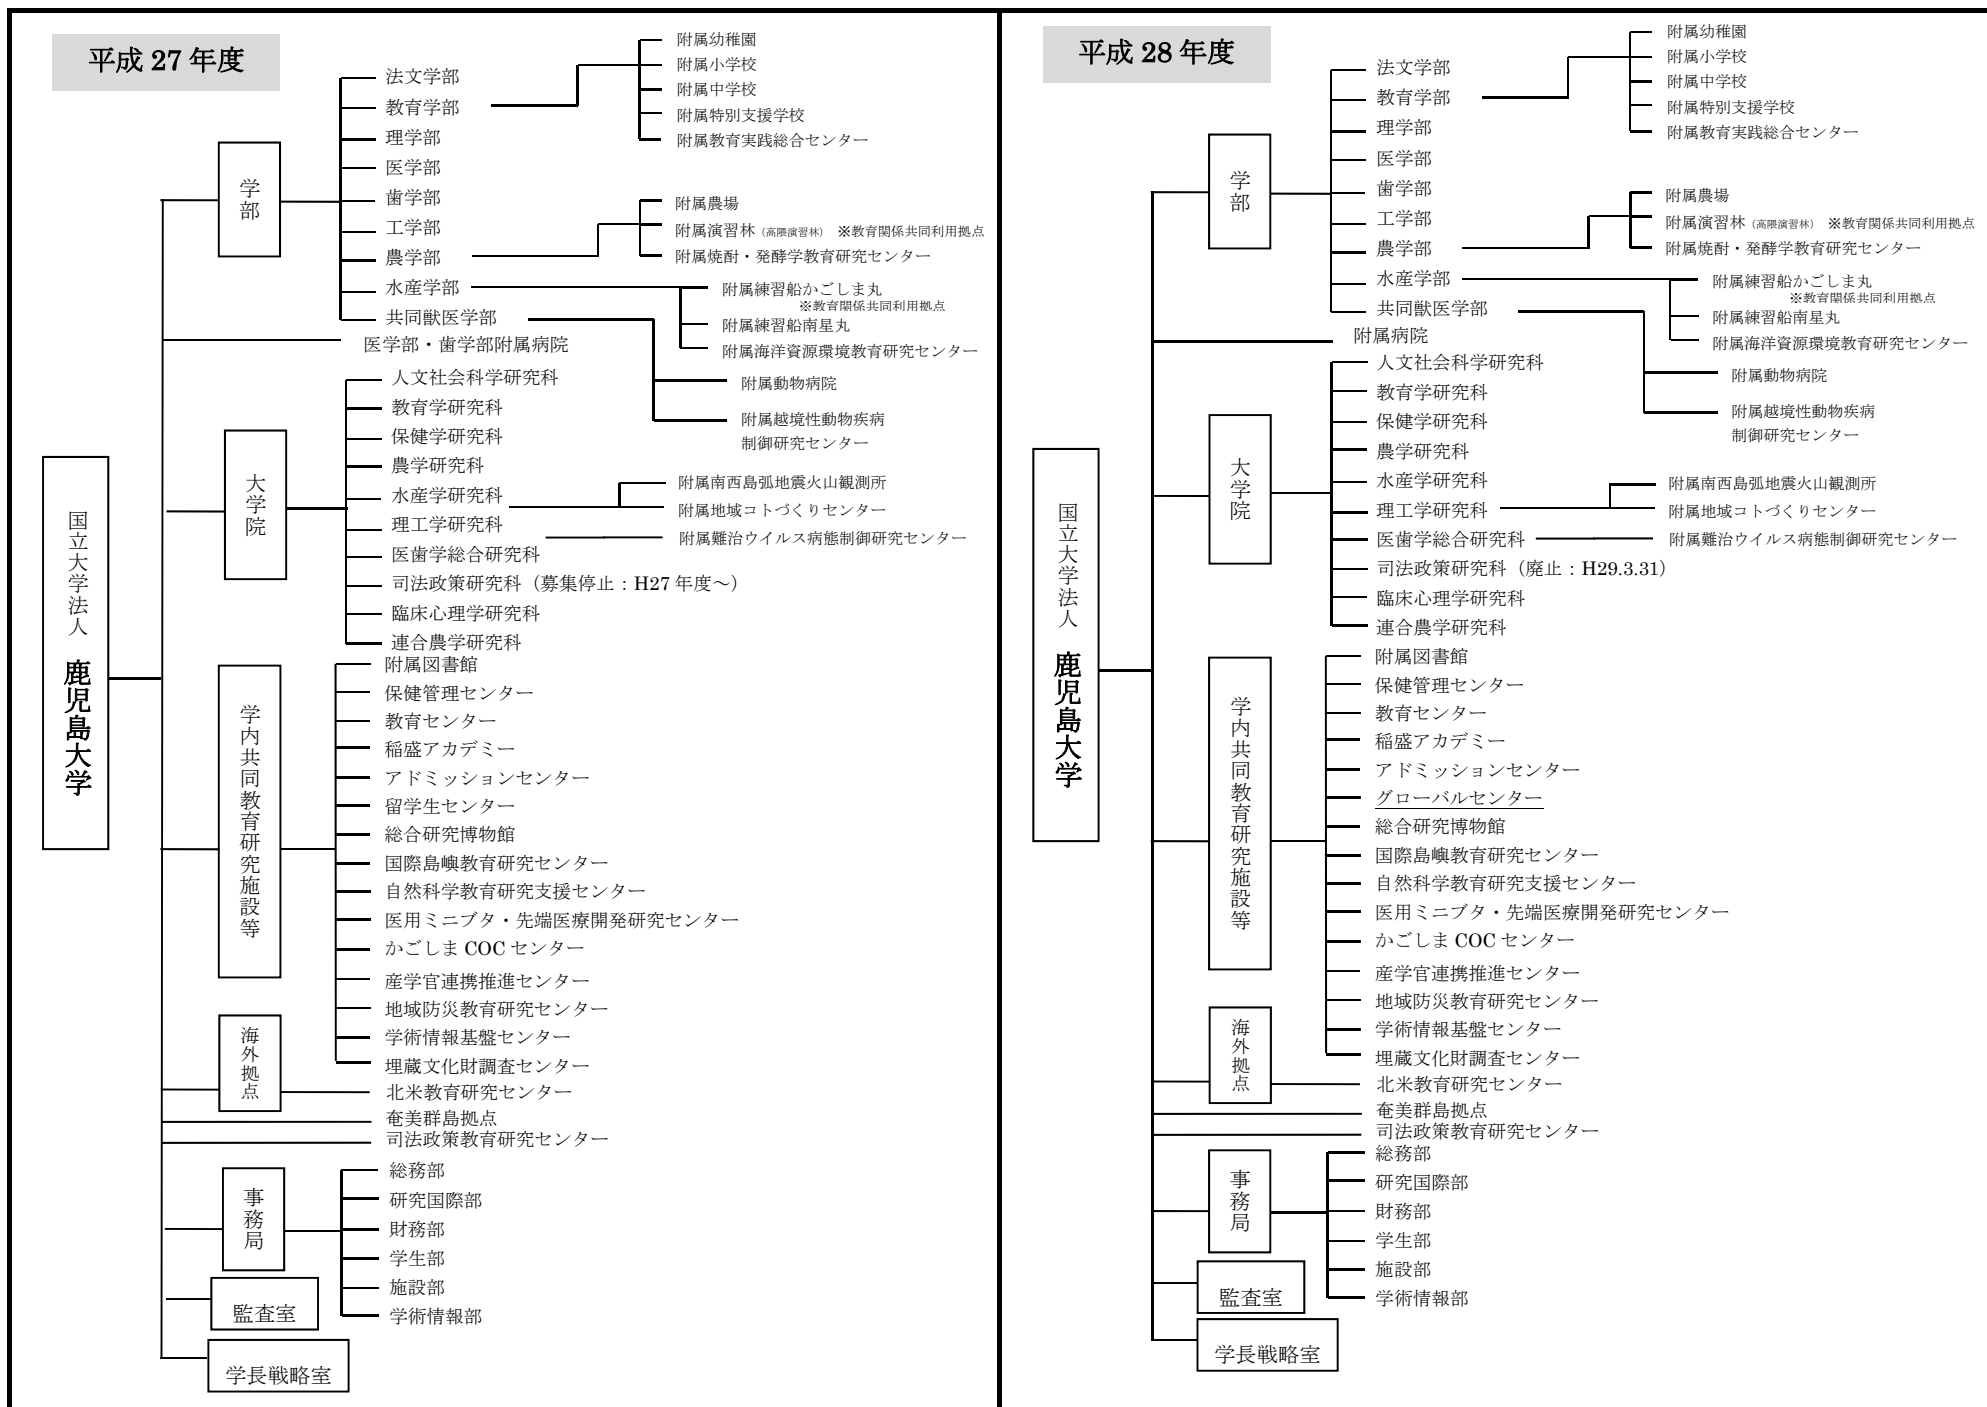 平成 27 年度
国立大学法人 鹿児島大学
学部
法文学部
教育学部
附属幼稚園
附属小学校
附属中学校
附属特別支援学校
附属教育実践総合センター
理学部
医学部
歯学部
工学部
農学部
附属農場
附属演習林（高隈演習林） ※教育関係共同利用拠点
附属焼酎・発酵学教育研究センター
水産学部
附属練習船かごしま丸
※教育関係共同利用拠点
附属練習船南星丸
附属海洋資源環境教育研究センター
共同獣医学部
附属動物病院
附属越境性動物疾病
制御研究センター
医学部・歯学部附属病院
大学院
人文社会科学研究科
教育学研究科
保健学研究科
農学研究科
水産学研究科
理工学研究科
附属南西島弧地震火山観測所
附属地域コトづくりセンター
医歯学総合研究科
附属難治ウイルス病態制御研究センター
司法政策研究科（募集停止：H27 年度～）
臨床心理学研究科
連合農学研究科
学内共同教育研究施設等
附属図書館
保健管理センター
教育センター
稲盛アカデミー
アドミッションセンター
留学生センター
総合研究博物館
国際島嶼教育研究センター
自然科学教育研究支援センター
医用ミニブタ・先端医療開発研究センター
かごしま COC センター
産学官連携推進センター
地域防災教育研究センター
学術情報基盤センター
埋蔵文化財調査センター
海外拠点
北米教育研究センター
奄美群島拠点
司法政策教育研究センター
事務局
総務部
研究国際部
財務部
学生部
施設部
学術情報部
監査室
学長戦略室
平成 28 年度
国立大学法人 鹿児島大学
学部
法文学部
教育学部
附属幼稚園
附属小学校
附属中学校
附属特別支援学校
附属教育実践総合センター
理学部
医学部
歯学部
工学部
農学部
附属農場
附属演習林（高隈演習林） ※教育関係共同利用拠点
附属焼酎・発酵学教育研究センター
水産学部
附属練習船かごしま丸
※教育関係共同利用拠点
附属練習船南星丸
附属海洋資源環境教育研究センター
共同獣医学部
附属動物病院
附属越境性動物疾病
制御研究センター
附属病院
大学院
人文社会科学研究科
教育学研究科
保健学研究科
農学研究科
水産学研究科
理工学研究科
附属南西島弧地震火山観測所
附属地域コトづくりセンター
医歯学総合研究科
附属難治ウイルス病態制御研究センター
司法政策研究科（廃止：H29.3.31）
臨床心理学研究科
連合農学研究科
学内共同教育研究施設等
附属図書館
保健管理センター
教育センター
稲盛アカデミー
アドミッションセンター
グローバルセンター
総合研究博物館
国際島嶼教育研究センター
自然科学教育研究支援センター
医用ミニブタ・先端医療開発研究センター
かごしま COC センター
産学官連携推進センター
地域防災教育研究センター
学術情報基盤センター
埋蔵文化財調査センター
海外拠点
北米教育研究センター
奄美群島拠点
司法政策教育研究センター
事務局
総務部
研究国際部
財務部
学生部
施設部
学術情報部
監査室
学長戦略室